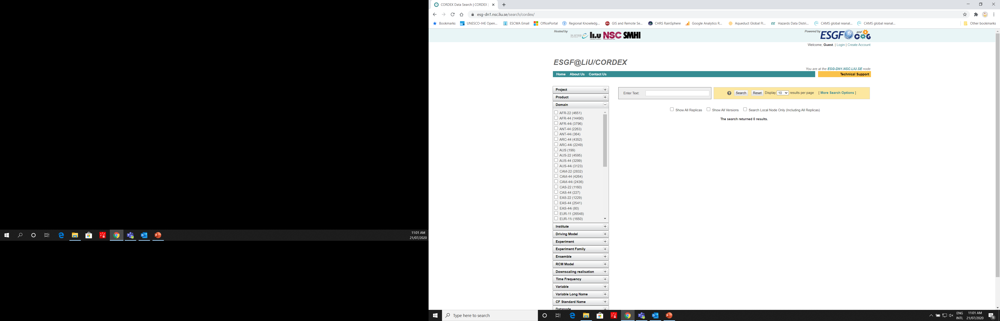 CORDEX Data Search | CORDEX |
esg-dn1.nsc.liu.se/search/cordex/
Bookmarks UNESCO-IHE Open... ESCWA Email OfficePortal Regional Knowledg... GIS and Remote Se... CHRS RainSphere Google Analytics R... Aqueduct Global Fl... EE Hazards Data Distri... CAMS global reanal... CAMS global reanal... Other bookmarks
Hosted by
is-enes li.u NSC SMHI
Powered by ESGF and COG
Welcome, Guest. | Login | Create Account
ESGF@LiU/CORDEX
You are at the ESG-DN1.NSC.LIU.SE node
Home About Us Contact Us
Technical Support
Project
Product
Domain
AFR-22 (4651)
AFR-44 (14490)
AFR-44i (3796)
ANT-44 (2263)
ANT-44i (364)
ARC-44 (4352)
ARC-44i (2249)
AUS (199)
AUS-22 (4595)
AUS-44 (3299)
AUS-44i (3123)
CAM-22 (2832)
CAM-44 (4264)
CAM-44i (2436)
CAS-22 (1160)
CAS-44 (227)
EAS-22 (1229)
EAS-44 (2541)
EAS-44i (80)
EUR-11 (26548)
EUR-11i (1650)
Institute
Driving Model
Experiment
Experiment Family
Ensemble
RCM Model
Downscaling realisation
Time Frequency
Variable
Variable Long Name
CF Standard Name
Datanode
Enter Text:
? Search Reset Display 10 results per page [ More Search Options ]
Show All Replicas Show All Versions Search Local Node Only (Including All Replicas)
The search returned 0 results.
11:01 AM
21/07/2020
Type here to search
ENG
INTL
11:01 AM
21/07/2020
18